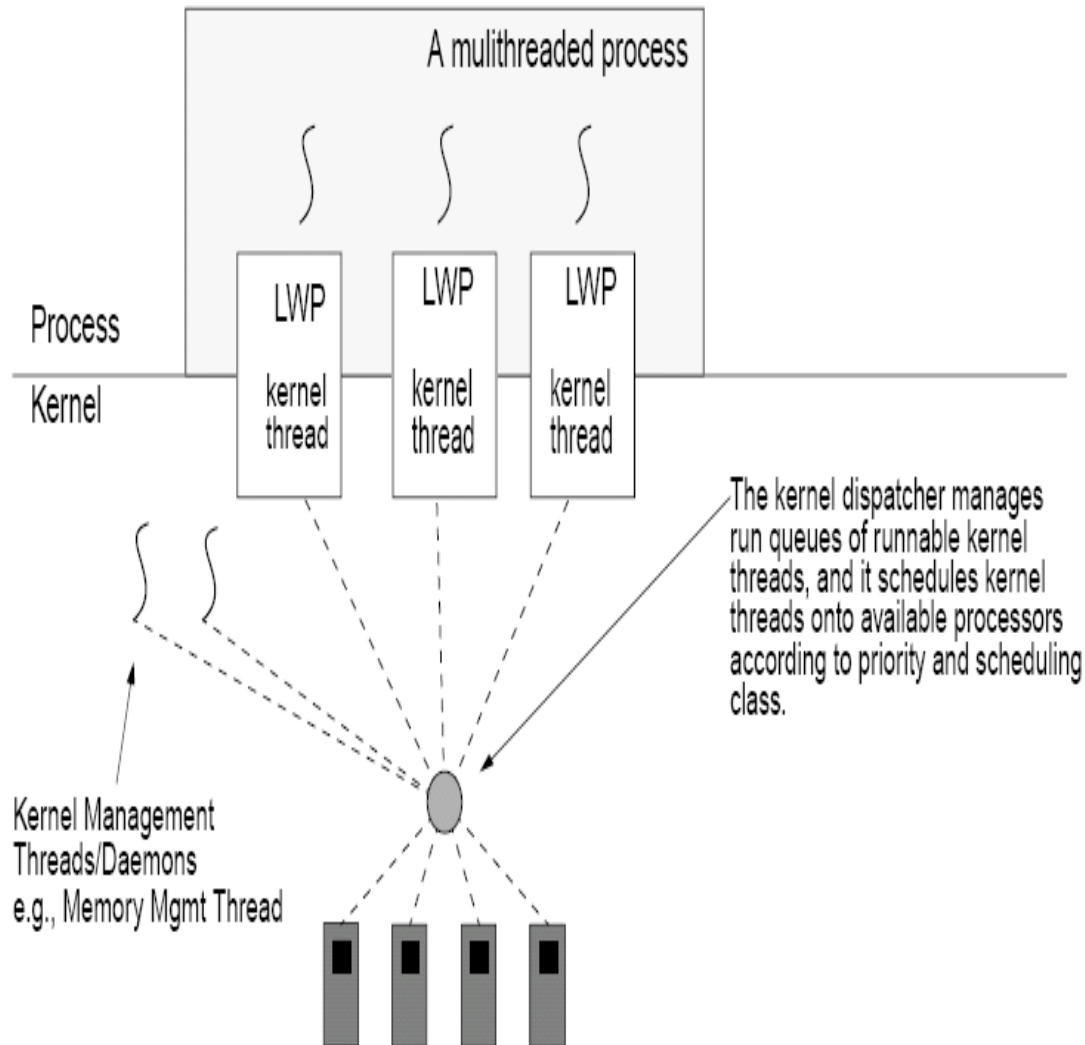 A mulithreaded process
LWP
LWP
LWP
Process
kernel
thread
kernel
thread
kernel
thread
Kernel
The kernel dispatcher manages
run queues of runnable kernel
threads, and it schedules kernel
threads onto available processors
according to priority and scheduling
class.
Kernel Management
Threads/Daemons
e.g., Memory Mgmt Thread